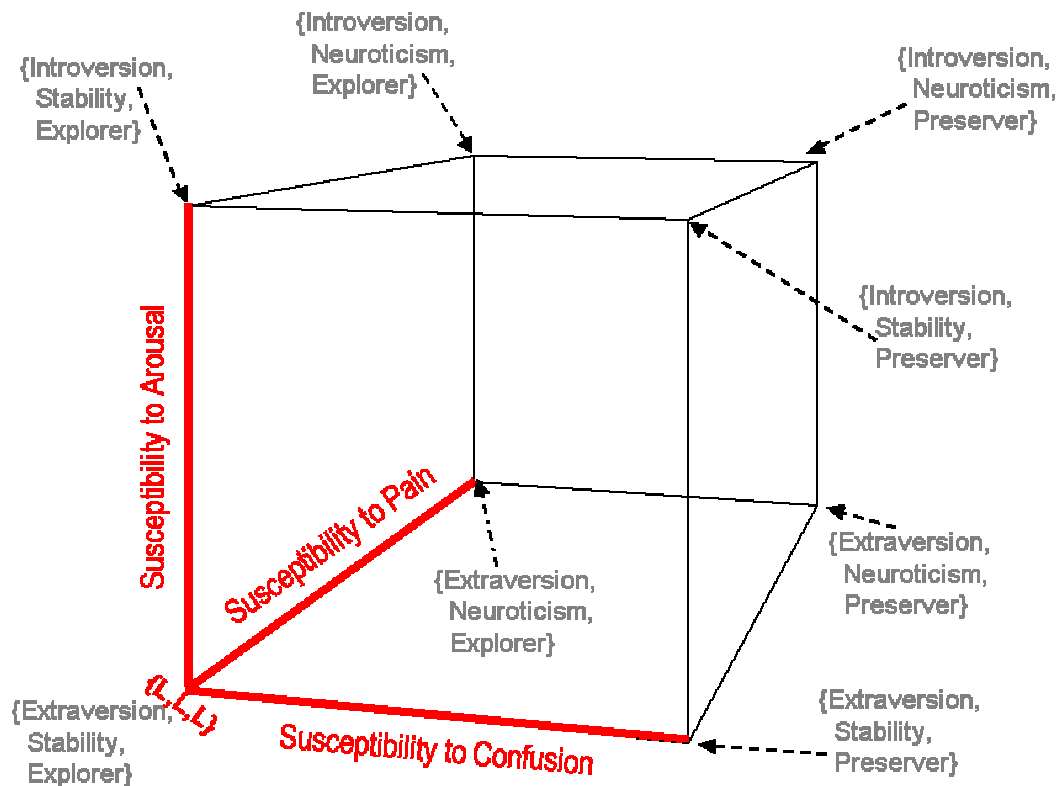 {Introversion,
Neuroticism,
Explorer}
{Introversion,
Stability,
Explorer}
{Introversion,
Neuroticism,
Preserver}
{Introversion,
Stability,
Preserver}
Susceptibility to Arousal
Susceptibility to Pain
{Extraversion,
Neuroticism,
Preserver}
{Extraversion,
Neuroticism,
Explorer}
{L,L,L}
{Extraversion,
Stability,
Explorer}
Susceptibility to Confusion
{Extraversion,
Stability,
Preserver}